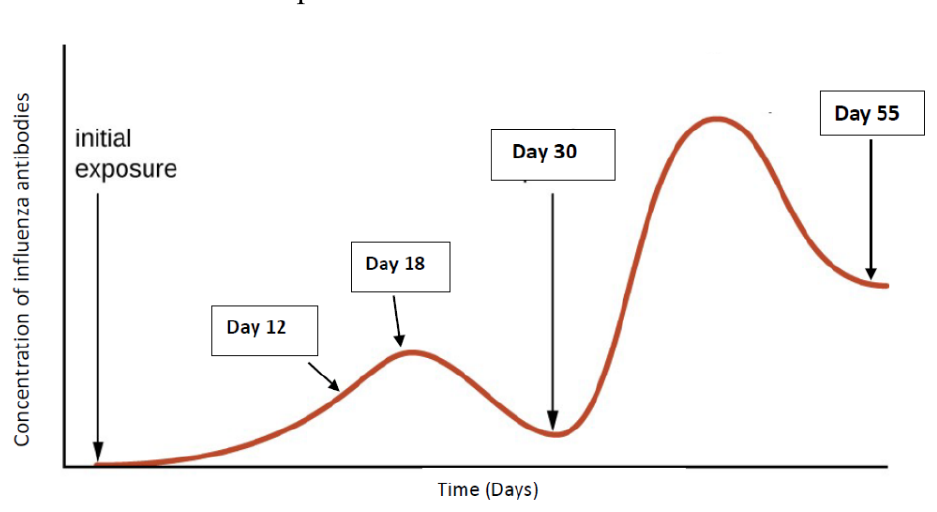 Concentration of influenza antibodies
initial
exposure
Day 12
Day 18
Day 30
Day 55
Time (Days)